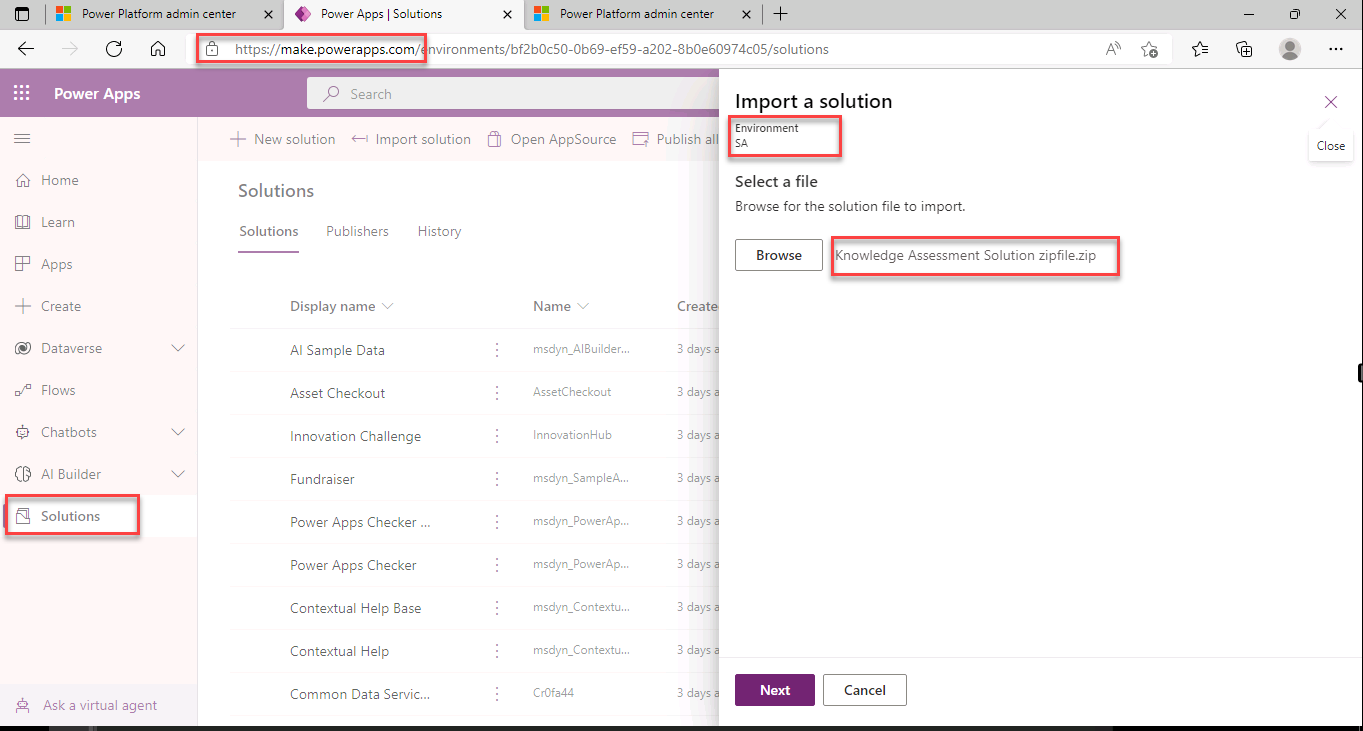 Power Platform admin center
Power Apps | Solutions
Power Platform admin center
https://make.powerapps.com/environments/bf2b0c50-0b69-ef59-a202-8b0e60974c05/solutions
Power Apps
Search
New solution
Import solution
Open AppSource
Publish all
Home
Learn
Apps
Create
Dataverse
Flows
Chatbots
AI Builder
Solutions
Ask a virtual agent
Solutions
Solutions Publishers History
Display name Name Create
AI Sample Data msdyn_AIBuilder... 3 days a
Asset Checkout AssetCheckout 3 days a
Innovation Challenge InnovationHub 3 days a
Fundraiser msdyn_SampleA... 3 days a
Power Apps Checker ... msdyn_PowerAp... 3 days a
Power Apps Checker msdyn_PowerAp... 3 days a
Contextual Help Base msdyn_Contextu... 3 days a
Contextual Help msdyn_Contextu... 3 days a
Common Data Servic... Cr0fa44 3 days a
Import a solution
Close
Environment
SA
Select a file
Browse for the solution file to import.
Browse
Knowledge Assessment Solution zipfile.zip
Next
Cancel